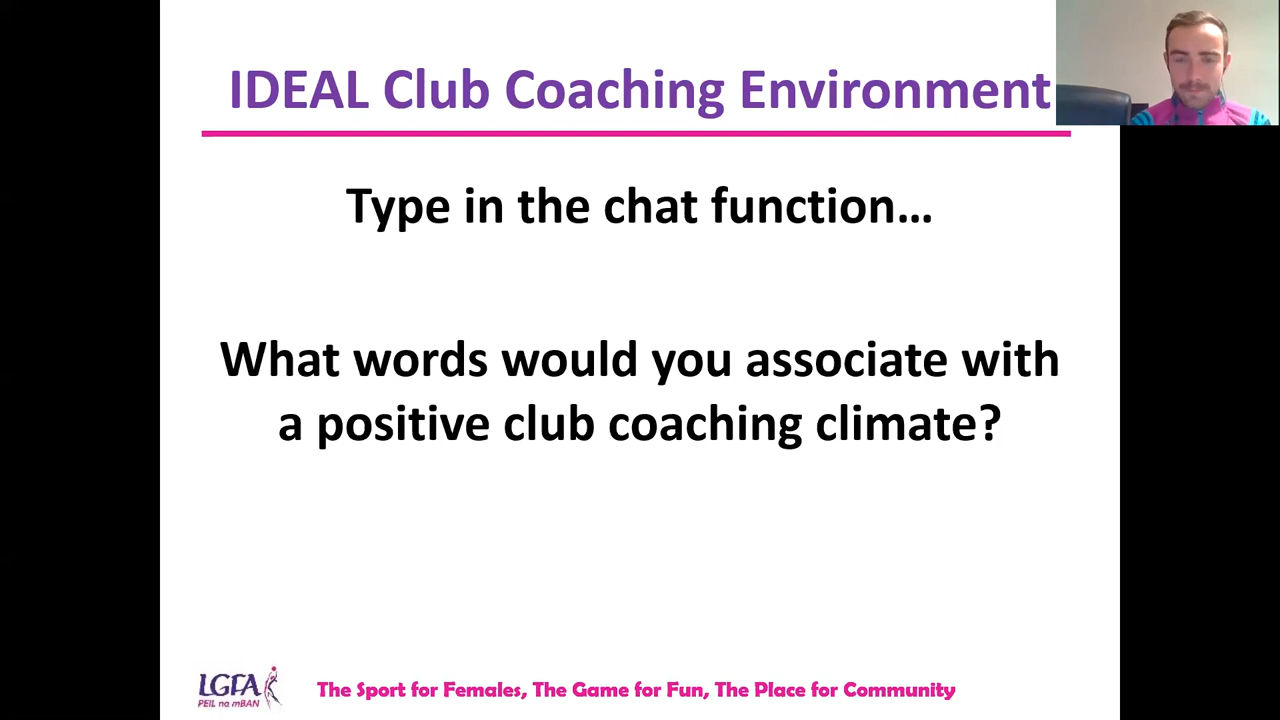 IDEAL Club Coaching Environment
Type in the chat function…
What words would you associate with
a positive club coaching climate?
LGFA
PEIL na mBAN
The Sport for Females, The Game for Fun, The Place for Community